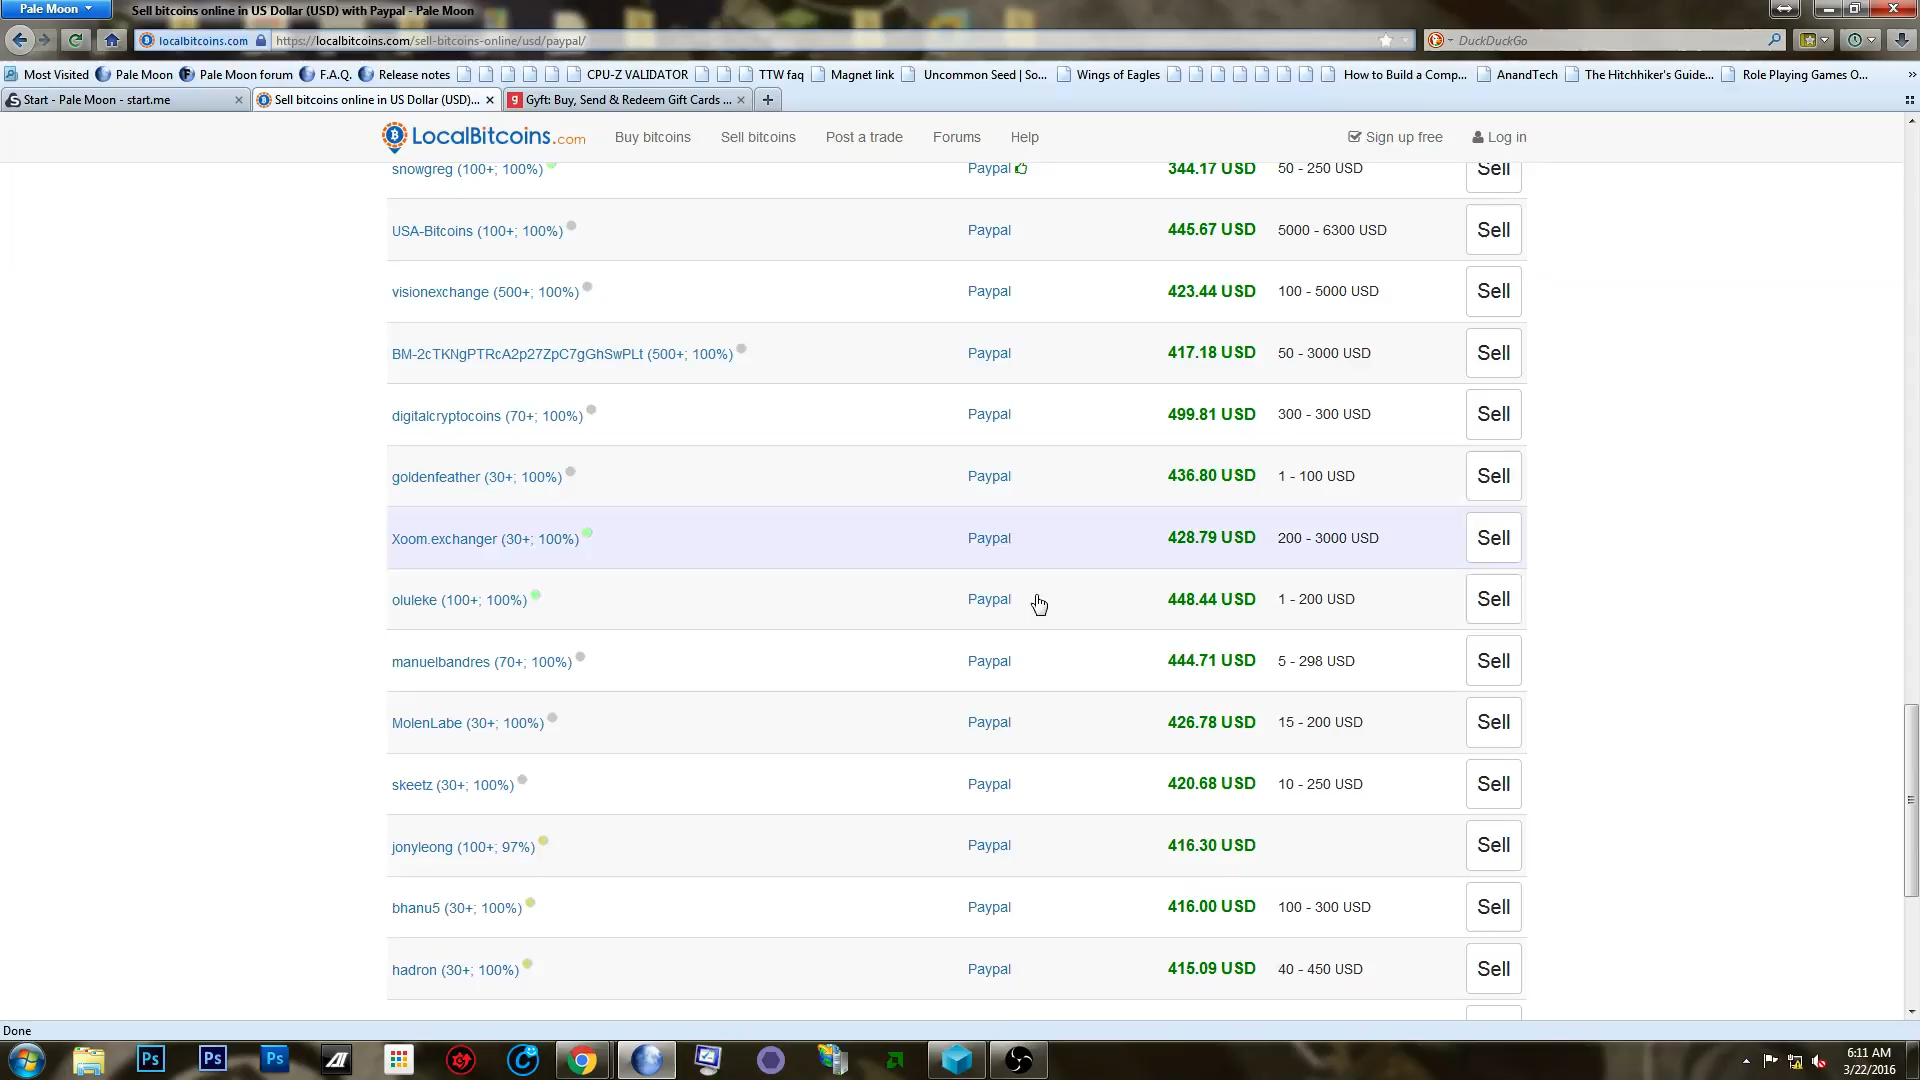 Pale Moon
Sell bitcoins online in US Dollar (USD) with Paypal - Pale Moon
localbitcoins.com https://localbitcoins.com/sell-bitcoins-online/usd/paypal/ DuckDuckGo
Most Visited Pale Moon Pale Moon forum F.A.Q. Release notes CPU-Z VALIDATOR TTW faq Magnet link Uncommon Seed | So... Wings of Eagles How to Build a Comp... AnandTech The Hitchhiker's Guide... Role Playing Games O... »
Start - Pale Moon - start.me Sell bitcoins online in US Dollar (USD)... Gyft: Buy, Send & Redeem Gift Cards ...
LocalBitcoins.com Buy bitcoins Sell bitcoins Post a trade Forums Help Sign up free Log in
snowgreg (100+; 100%) Paypal 344.17 USD 50 - 250 USD Sell
USA-Bitcoins (100+; 100%) Paypal 445.67 USD 5000 - 6300 USD Sell
visionexchange (500+; 100%) Paypal 423.44 USD 100 - 5000 USD Sell
BM-2cTKNgPTRcA2p27ZpC7gGhSwPLt (500+; 100%) Paypal 417.18 USD 50 - 3000 USD Sell
digitalcryptocoins (70+; 100%) Paypal 499.81 USD 300 - 300 USD Sell
goldenfeather (30+; 100%) Paypal 436.80 USD 1 - 100 USD Sell
Xoom.exchanger (30+; 100%) Paypal 428.79 USD 200 - 3000 USD Sell
oluleke (100+; 100%) Paypal 448.44 USD 1 - 200 USD Sell
manuelbandres (70+; 100%) Paypal 444.71 USD 5 - 298 USD Sell
MolenLabe (30+; 100%) Paypal 426.78 USD 15 - 200 USD Sell
skeetz (30+; 100%) Paypal 420.68 USD 10 - 250 USD Sell
jonyleong (100+; 97%) Paypal 416.30 USD Sell
bhanu5 (30+; 100%) Paypal 416.00 USD 100 - 300 USD Sell
hadron (30+; 100%) Paypal 415.09 USD 40 - 450 USD Sell
Done
Ps Ps Ps
6:11 AM
3/22/2016